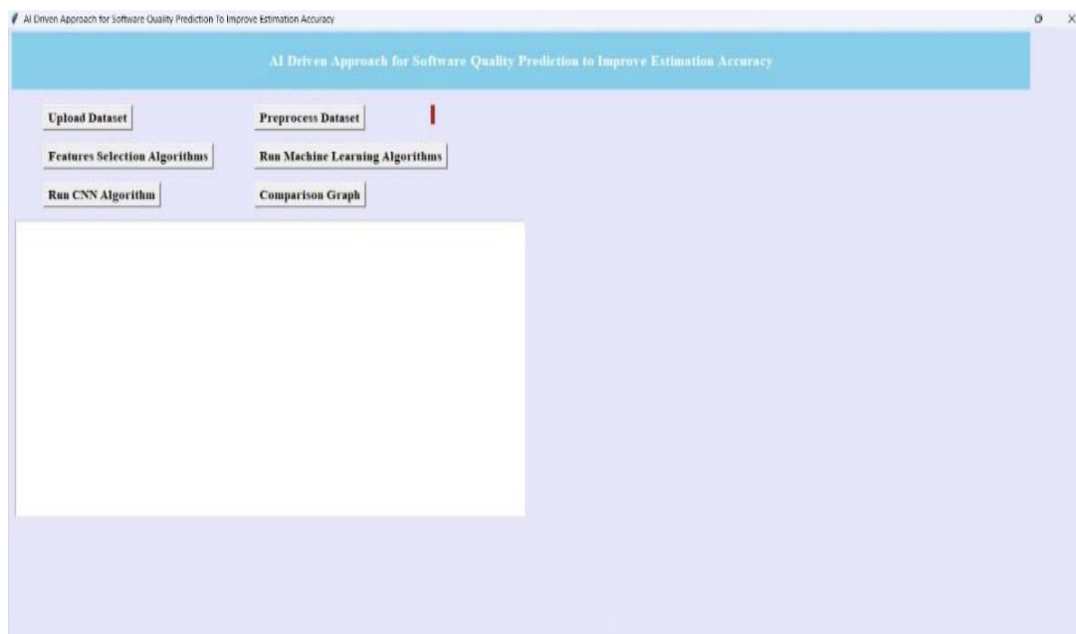 AI Driven Approach for Software Quality Prediction To Improve Estimation Accuracy
AI Driven Approach for Software Quality Prediction to Improve Estimation Accuracy
Upload Dataset
Preprocess Dataset
Features Selection Algorithms
Run Machine Learning Algorithms
Run CNN Algorithm
Comparison Graph